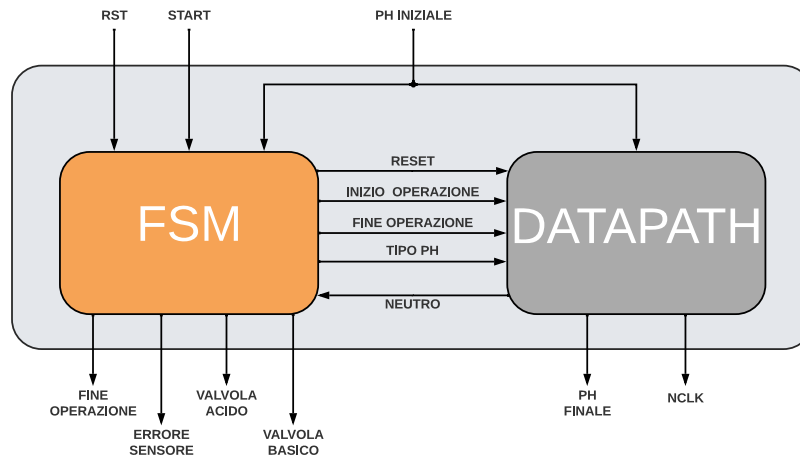 RST
START
PH INIZIALE
RESET
INIZIO OPERAZIONE
FINE OPERAZIONE
TIPO PH
NEUTRO
FSM
DATAPATH
FINE
OPERAZIONE
ERRORE
SENSORE
VALVOLA
ACIDO
VALVOLA
BASICO
PH
FINALE
NCLK